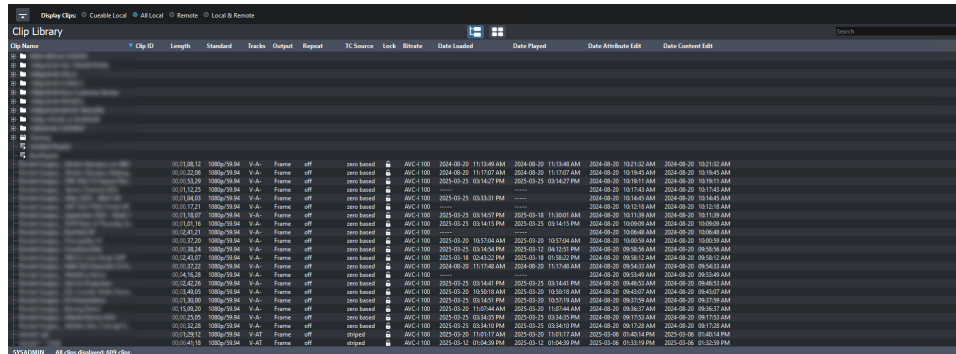 Display Clips: Cueable Local All Local Remote Local & Remote
Clip Library Search
Clip Name Clip ID Length Standard Tracks Output Repeat TC Source Lock Bitrate Date Loaded Date Played Date Attribute Edit Date Content Edit
00;01;08;12 1080p/59.94 V-A- Frame off zero based AVC-I 100 2024-08-20 11:13:49 AM 2024-08-20 11:13:48 AM 2024-08-20 10:21:32 AM 2024-08-20 10:21:32 AM
00;00;22;08 1080p/59.94 V-A- Frame off zero based AVC-I 100 2024-08-20 11:17:07 AM 2024-08-20 11:17:07 AM 2024-08-20 10:19:45 AM 2024-08-20 10:19:45 AM
00;00;53;29 1080p/59.94 V-A- Frame off zero based AVC-I 100 2025-03-25 03:14:27 PM 2025-03-25 03:14:27 PM 2024-08-20 10:19:11 AM 2024-08-20 10:19:11 AM
00;01;12;25 1080p/59.94 V-A- Frame off zero based AVC-I 100 ----- ----- 2024-08-20 10:17:43 AM 2024-08-20 10:17:43 AM
00;01;04;03 1080p/59.94 V-A- Frame off zero based AVC-I 100 2025-03-25 03:33:31 PM ----- 2024-08-20 10:14:45 AM 2024-08-20 10:14:45 AM
00;00;17;21 1080p/59.94 V-A- Frame off zero based AVC-I 100 ----- ----- 2024-08-20 10:12:18 AM 2024-08-20 10:12:18 AM
00;01;18;07 1080p/59.94 V-A- Frame off zero based AVC-I 100 2025-03-25 03:14:57 PM 2025-03-18 11:30:01 AM 2024-08-20 10:11:39 AM 2024-08-20 10:11:39 AM
00;01;01;16 1080p/59.94 V-A- Frame off zero based AVC-I 100 2025-03-25 03:14:15 PM 2025-03-25 03:14:15 PM 2024-08-20 10:09:09 AM 2024-08-20 10:09:09 AM
00;12;41;21 1080p/59.94 V-A- Frame off zero based AVC-I 100 ----- ----- 2024-08-20 10:06:48 AM 2024-08-20 10:06:48 AM
00;00;37;20 1080p/59.94 V-A- Frame off zero based AVC-I 100 2025-03-20 10:57:04 AM 2025-03-20 10:57:04 AM 2024-08-20 10:00:59 AM 2024-08-20 10:00:59 AM
00;00;38;24 1080p/59.94 V-A- Frame off zero based AVC-I 100 2025-03-25 03:14:54 PM 2025-03-12 04:12:51 PM 2024-08-20 09:58:56 AM 2024-08-20 09:58:56 AM
00;02;43;07 1080p/59.94 V-A- Frame off zero based AVC-I 100 2025-03-18 02:43:22 PM 2025-03-18 01:58:22 PM 2024-08-20 09:58:12 AM 2024-08-20 09:58:12 AM
00;00;37;22 1080p/59.94 V-A- Frame off zero based AVC-I 100 2024-08-20 11:17:48 AM 2024-08-20 11:17:48 AM 2024-08-20 09:54:33 AM 2024-08-20 09:54:33 AM
00;04;16;28 1080p/59.94 V-A- Frame off zero based AVC-I 100 ----- ----- 2024-08-20 09:53:49 AM 2024-08-20 09:53:49 AM
00;02;42;26 1080p/59.94 V-A- Frame off zero based AVC-I 100 2025-03-25 03:14:41 PM 2025-03-25 03:14:41 PM 2024-08-20 09:46:53 AM 2024-08-20 09:46:53 AM
00;03;49;05 1080p/59.94 V-A- Frame off zero based AVC-I 100 2025-03-20 10:50:18 AM 2025-03-20 10:50:18 AM 2024-08-20 09:43:07 AM 2024-08-20 09:43:07 AM
00;01;30;00 1080p/59.94 V-A- Frame off zero based AVC-I 100 2025-03-25 03:14:51 PM 2025-03-20 10:57:19 AM 2024-08-20 09:37:59 AM 2024-08-20 09:37:59 AM
00;15;09;20 1080p/59.94 V-A- Frame off zero based AVC-I 100 2025-03-20 11:07:44 AM 2025-03-20 11:07:44 AM 2024-08-20 09:36:37 AM 2024-08-20 09:36:37 AM
00;00;25;05 1080p/59.94 V-A- Frame off zero based AVC-I 100 2025-03-25 03:34:35 PM 2025-03-25 03:34:35 PM 2024-08-20 09:17:53 AM 2024-08-20 09:17:53 AM
00;00;32;28 1080p/59.94 V-A- Frame off zero based AVC-I 100 2025-03-25 03:34:10 PM 2025-03-25 03:34:10 PM 2024-08-20 09:17:28 AM 2024-08-20 09:17:28 AM
00;01;29;12 1080p/59.94 V-AT Frame off striped AVC-I 100 2025-03-20 11:01:17 AM 2025-03-20 11:01:17 AM 2025-03-06 01:40:14 PM 2025-03-06 01:40:14 PM
00;00;41;18 1080p/59.94 V-AT Frame off striped AVC-I 100 2025-03-12 01:04:39 PM 2025-03-12 01:04:39 PM 2025-03-06 01:33:19 PM 2025-03-06 01:32:59 PM
SYSADMIN All clips displayed: 609 clips